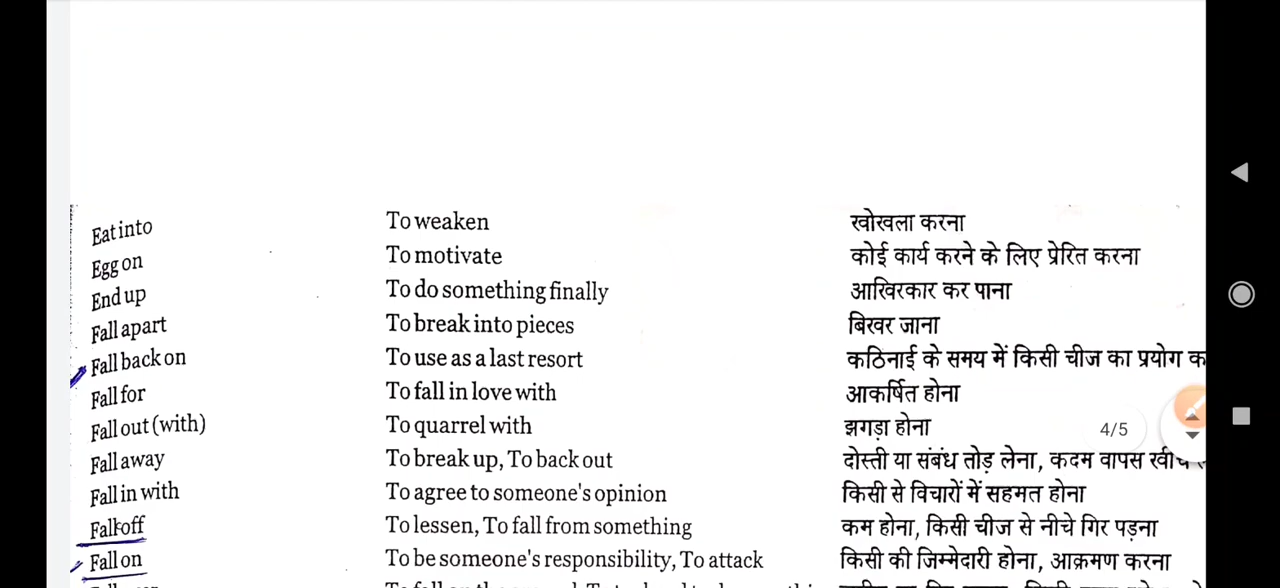 Eat into To weaken खोखला करना
Egg on To motivate कोई कार्य करने के लिए प्रेरित करना
End up To do something finally आखिरकार कर पाना
Fall apart To break into pieces बिखर जाना
Fall back on To use as a last resort कठिनाई के समय में किसी चीज का प्रयोग क
Fall for To fall in love with आकर्षित होना
Fall out (with) To quarrel with झगड़ा होना
4/5
Fall away To break up, To back out दोस्ती या संबंध तोड़ लेना, कदम वापस खींच
Fall in with To agree to someone's opinion किसी से विचारों में सहमत होना
Fall off To lessen, To fall from something कम होना, किसी चीज से नीचे गिर पड़ना
Fall on To be someone's responsibility, To attack किसी की जिम्मेदारी होना, आक्रमण करना